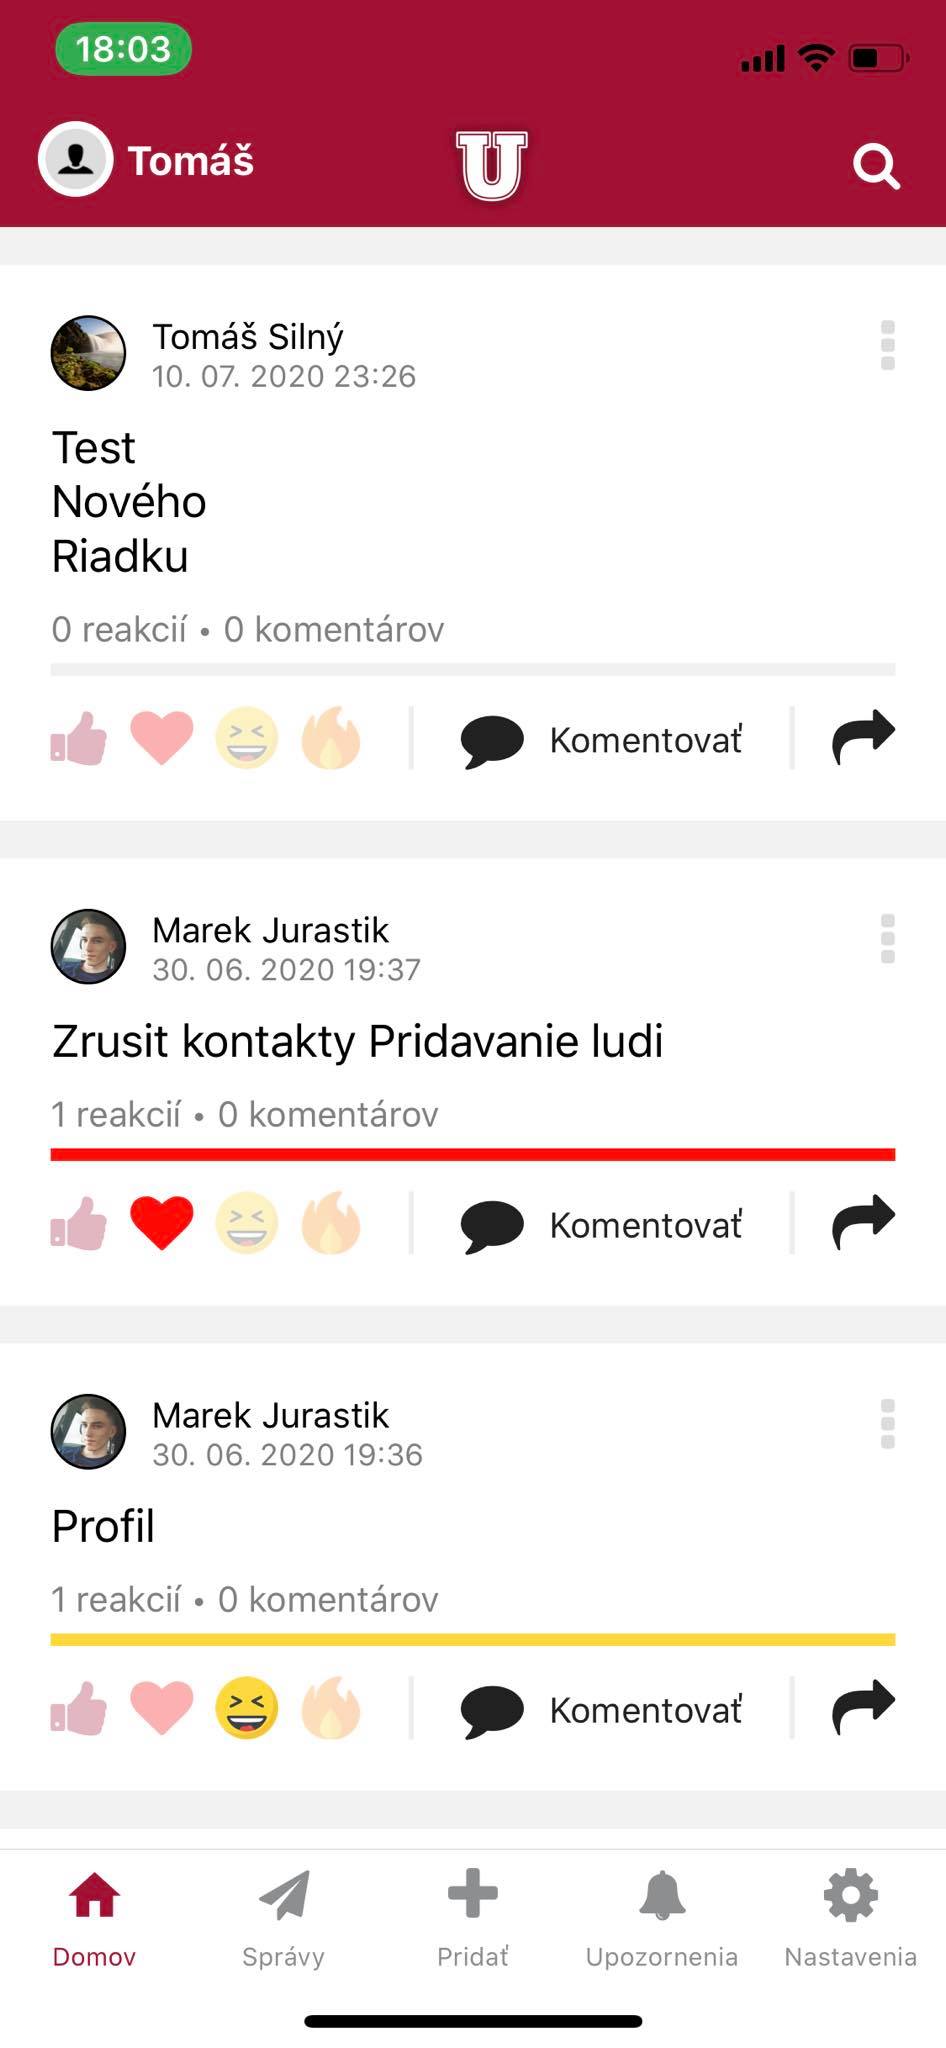 18:03
Tomáš
U
Tomáš Silný
10. 07. 2020 23:26
Test
Nového
Riadku
0 reakcií • 0 komentárov
Komentovať
Marek Jurastik
30. 06. 2020 19:37
Zrusit kontakty Pridavanie ludi
1 reakcií • 0 komentárov
Komentovať
Marek Jurastik
30. 06. 2020 19:36
Profil
1 reakcií • 0 komentárov
Komentovať
Domov Správy Pridať Upozornenia Nastavenia